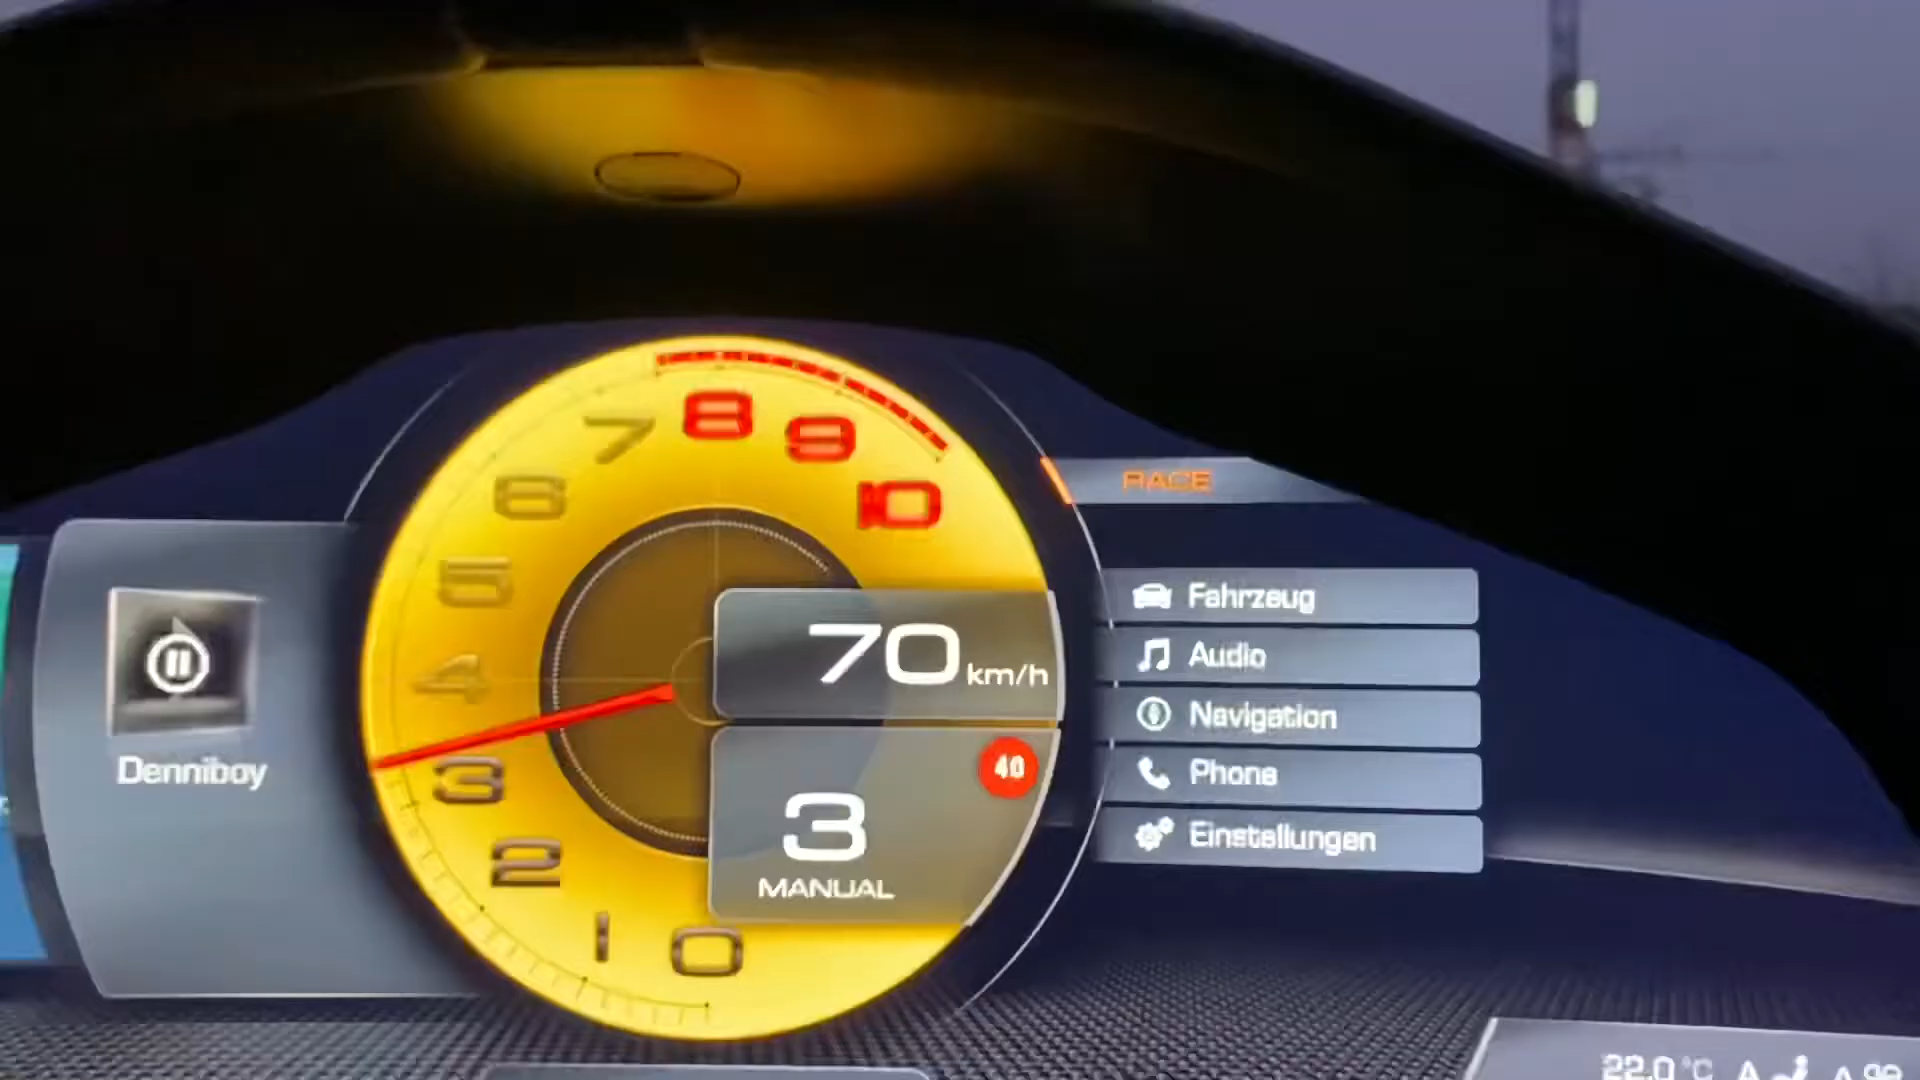 7
8
9
10
6
5
4
3
2
1
0
RACE
70 km/h
40
3
MANUAL
Denniboy
Fahrzeug
Audio
Navigation
Phone
Einstellungen
22.0 °C